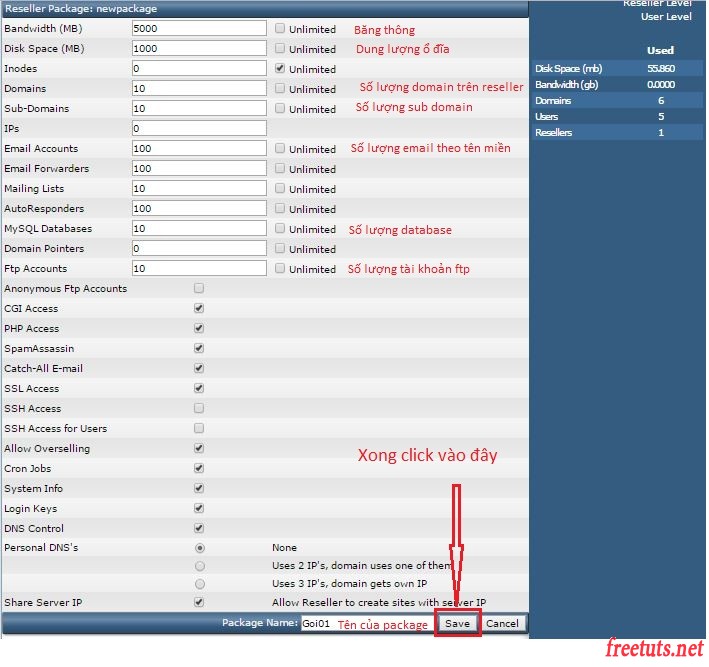 Reseller Package: newpackage
Bandwidth (MB) 5000 Unlimited Băng thông
Disk Space (MB) 1000 Unlimited Dung lượng ổ đĩa
Inodes 0 Unlimited
Domains 10 Unlimited Số lượng domain trên reseller
Sub-Domains 10 Unlimited Số lượng sub domain
IPs 0
Email Accounts 100 Unlimited Số lượng email theo tên miền
Email Forwarders 100 Unlimited
Mailing Lists 10 Unlimited
AutoResponders 100 Unlimited
MySQL Databases 10 Unlimited Số lượng database
Domain Pointers 0 Unlimited
Ftp Accounts 10 Unlimited Số lượng tài khoản ftp
Anonymous Ftp Accounts
CGI Access
PHP Access
SpamAssassin
Catch-All E-mail
SSL Access
SSH Access
SSH Access for Users
Allow Overselling
Cron Jobs
Xong click vào đây
System Info
Login Keys
DNS Control
Personal DNS's None
Uses 2 IP's, domain uses one of them
Uses 3 IP's, domain gets own IP
Share Server IP Allow Reseller to create sites with server IP
Package Name: Goi01 Tên của package Save Cancel
Reseller Level
User Level
Used
Disk Space (mb) 55.860
Bandwidth (gb) 0.0000
Domains 6
Users 5
Resellers 1
freetuts.net